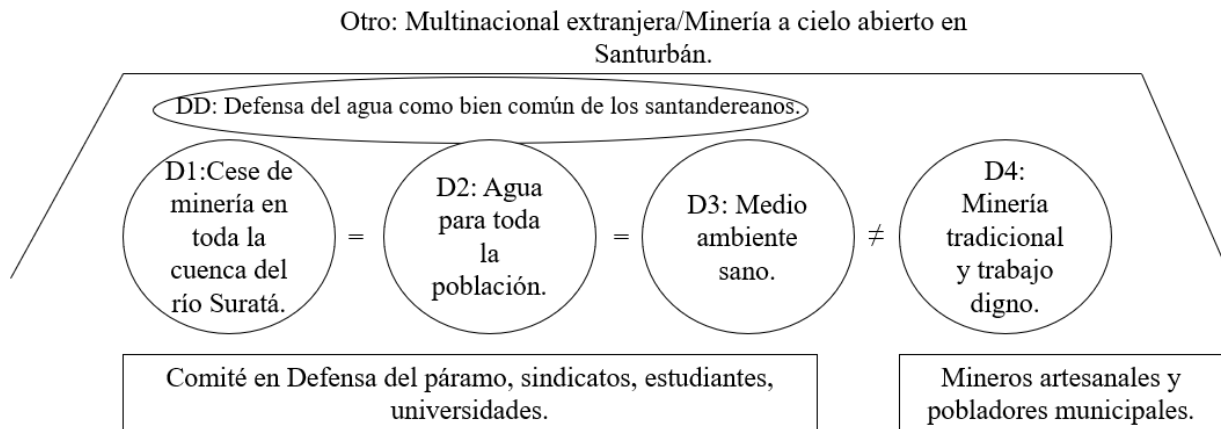 Otro: Multinacional extranjera/Minería a cielo abierto en
Santurbán.
DD: Defensa del agua como bien común de los santandereanos.
D1:Cese de
minería en
toda la
cuenca del
río Suratá.
=
D2: Agua
para toda
la
población.
=
D3: Medio
ambiente
sano.
≠
D4:
Minería
tradicional
y trabajo
digno.
Comité en Defensa del páramo, sindicatos, estudiantes,
universidades.
Mineros artesanales y
pobladores municipales.